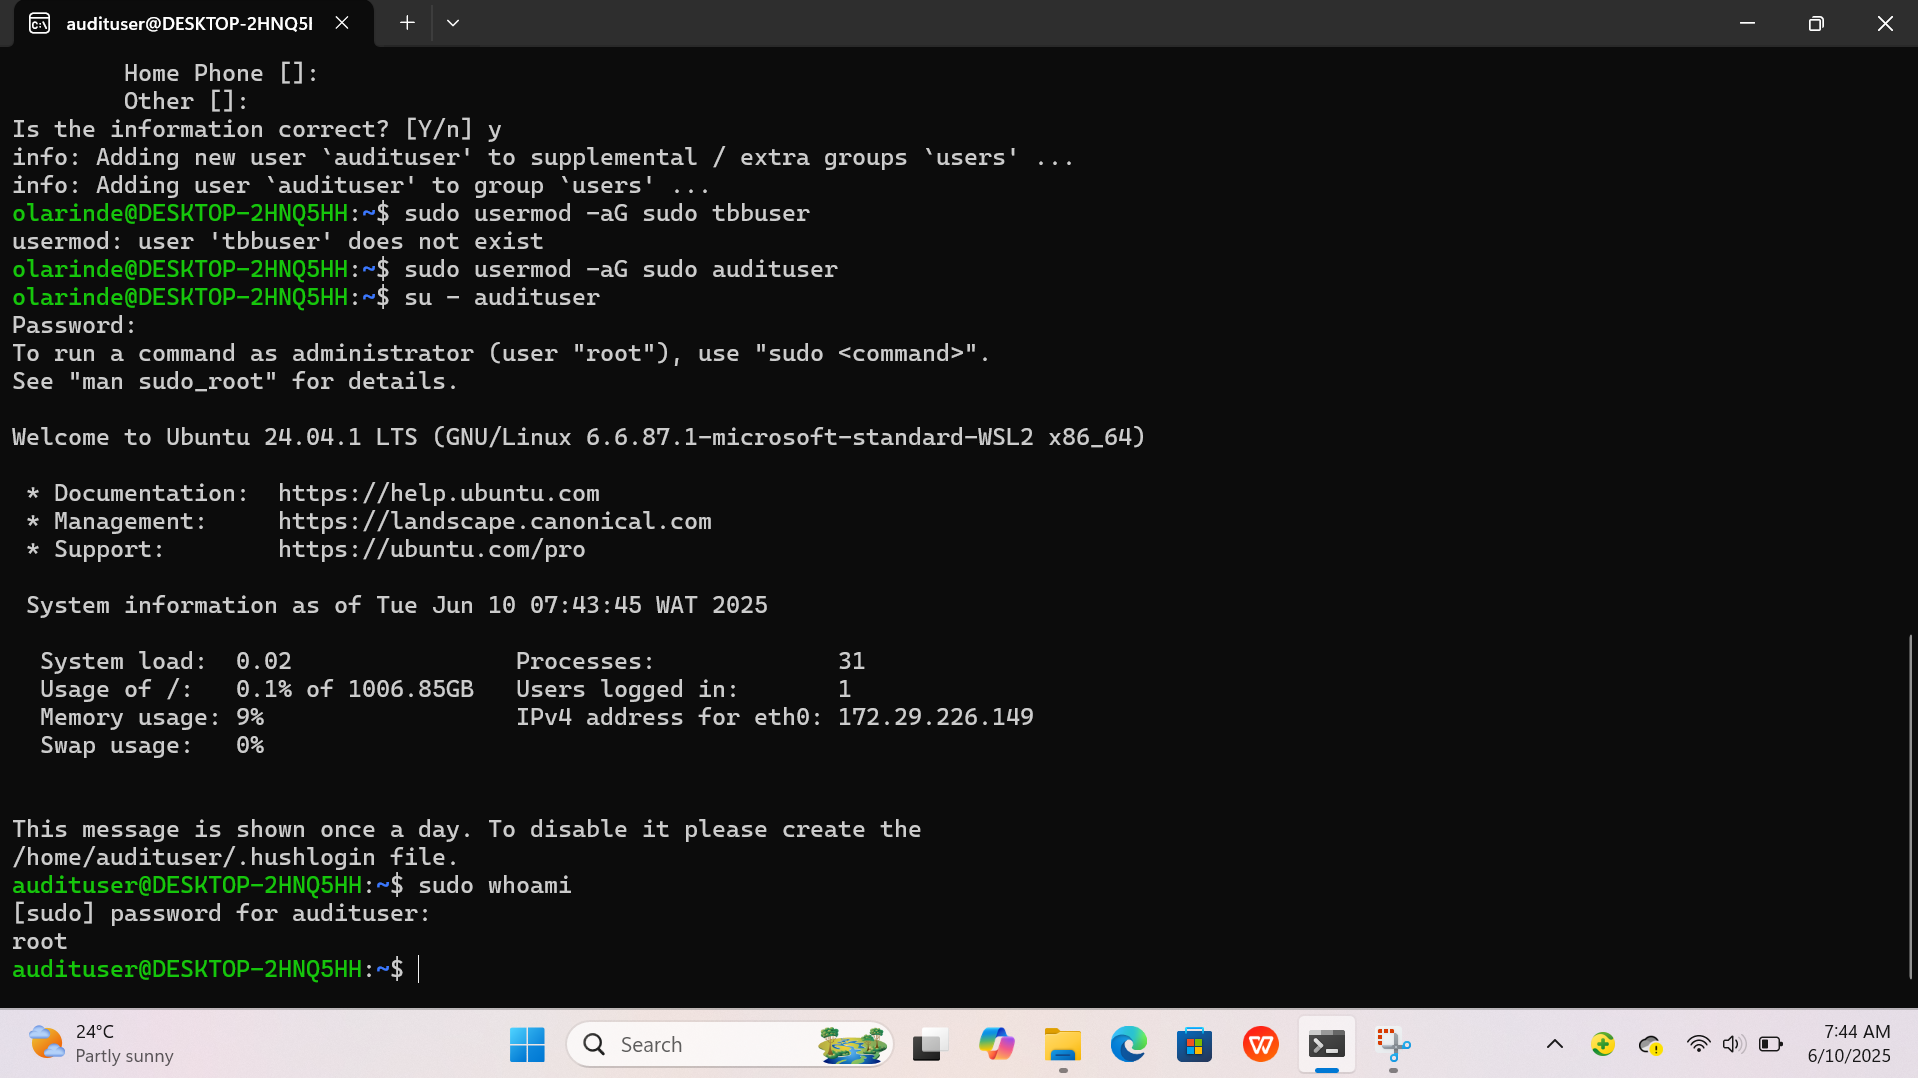 audituser@DESKTOP-2HNQ5I
Home Phone []:
Other []:
Is the information correct? [Y/n] y
info: Adding new user `audituser' to supplemental / extra groups `users' ...
info: Adding user `audituser' to group `users' ...
olarinde@DESKTOP-2HNQ5HH:~$ sudo usermod -aG sudo tbbuser
usermod: user 'tbbuser' does not exist
olarinde@DESKTOP-2HNQ5HH:~$ sudo usermod -aG sudo audituser
olarinde@DESKTOP-2HNQ5HH:~$ su - audituser
Password:
To run a command as administrator (user "root"), use "sudo <command>".
See "man sudo_root" for details.
Welcome to Ubuntu 24.04.1 LTS (GNU/Linux 6.6.87.1-microsoft-standard-WSL2 x86_64)
* Documentation:  https://help.ubuntu.com
* Management:     https://landscape.canonical.com
* Support:        https://ubuntu.com/pro
System information as of Tue Jun 10 07:43:45 WAT 2025
System load:  0.02                Processes:             31
Usage of /:   0.1% of 1006.85GB   Users logged in:       1
Memory usage: 9%                  IPv4 address for eth0: 172.29.226.149
Swap usage:   0%
This message is shown once a day. To disable it please create the
/home/audituser/.hushlogin file.
audituser@DESKTOP-2HNQ5HH:~$ sudo whoami
[sudo] password for audituser:
root
audituser@DESKTOP-2HNQ5HH:~$
24°C
Partly sunny
Search
7:44 AM
6/10/2025